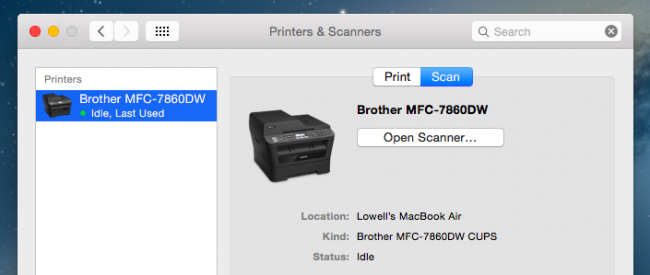 Printers & Scanners
Search
Printers
Brother MFC-7860DW
Idle, Last Used
Print
Scan
Brother MFC-7860DW
Open Scanner...
Location: Lowell's MacBook Air
Kind: Brother MFC-7860DW CUPS
Status: Idle